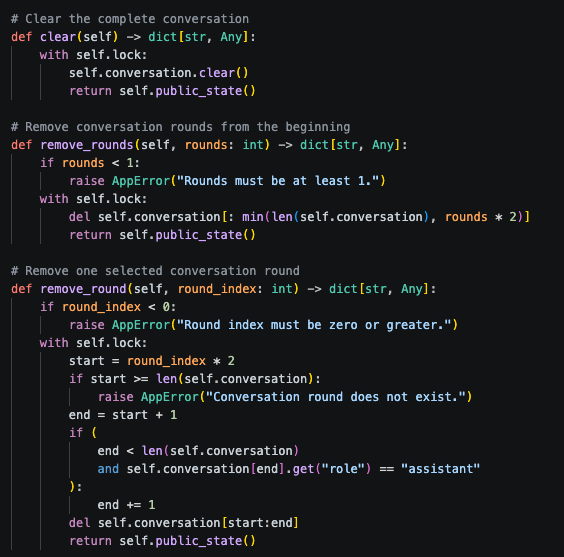 # Clear the complete conversation
def clear(self) -> dict[str, Any]:
    with self.lock:
        self.conversation.clear()
        return self.public_state()

# Remove conversation rounds from the beginning
def remove_rounds(self, rounds: int) -> dict[str, Any]:
    if rounds < 1:
        raise AppError("Rounds must be at least 1.")
    with self.lock:
        del self.conversation[: min(len(self.conversation), rounds * 2)]
        return self.public_state()

# Remove one selected conversation round
def remove_round(self, round_index: int) -> dict[str, Any]:
    if round_index < 0:
        raise AppError("Round index must be zero or greater.")
    with self.lock:
        start = round_index * 2
        if start >= len(self.conversation):
            raise AppError("Conversation round does not exist.")
        end = start + 1
        if (
            end < len(self.conversation)
            and self.conversation[end].get("role") == "assistant"
        ):
            end += 1
        del self.conversation[start:end]
        return self.public_state()